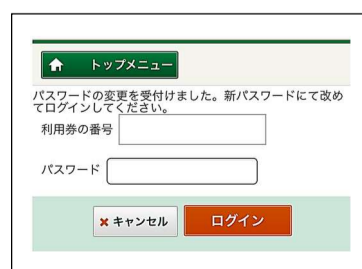 トップメニュー
パスワードの変更を受付けました。新パスワードにて改め
てログインしてください。
利用券の番号
パスワード
×キャンセル
ログイン